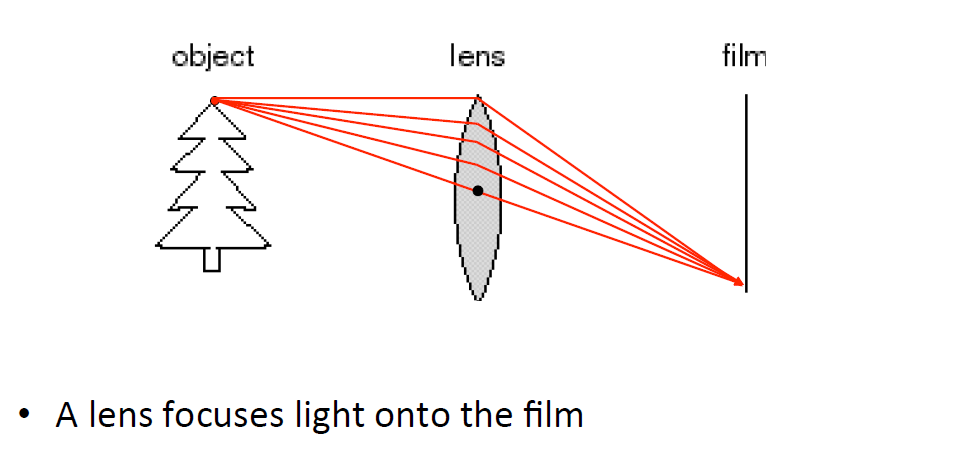 object lens film
• A lens focuses light onto the film